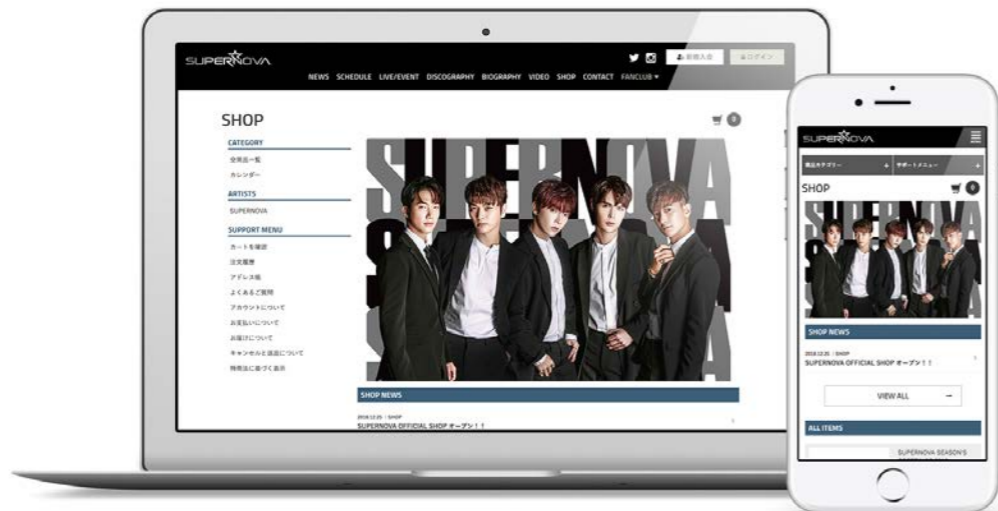 SUPERNOVA
新規入会
ログイン
NEWS SCHEDULE LIVE/EVENT DISCOGRAPHY BIOGRAPHY VIDEO SHOP CONTACT FANCLUB
SHOP
0
CATEGORY
全商品一覧
カレンダー
ARTISTS
SUPERNOVA
SUPPORT MENU
カートを確認
注文履歴
アドレス帳
よくあるご質問
アカウントについて
お支払いについて
お届けについて
キャンセルと返品について
特商法に基づく表示
SUPERNOVA
SUPERNOVA
SUPERNOVA
SHOP NEWS
2018.12.25 / SHOP
SUPERNOVA OFFICIAL SHOP オープン！！
SUPERNOVA
商品カテゴリー +
サポートメニュー +
SHOP
0
SUPERNOVA
SHOP NEWS
2018.12.25 / SHOP
SUPERNOVA OFFICIAL SHOP オープン！！
VIEW ALL
ALL ITEMS
SUPERNOVA SEASON'S